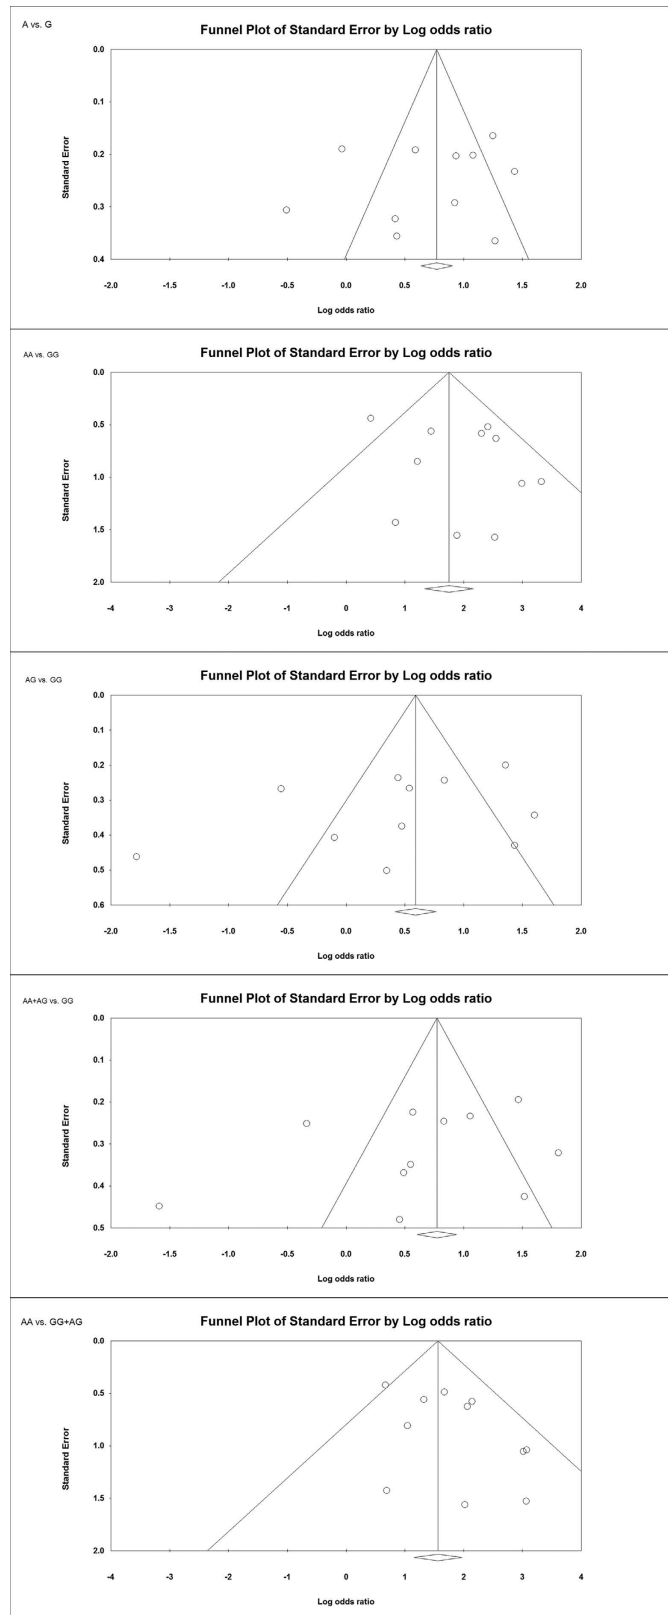 A vs. G
Funnel Plot of Standard Error by Log odds ratio
0.0
0.1
0.2
0.3
0.4
Standard Error
-2.0 -1.5 -1.0 -0.5 0.0 0.5 1.0 1.5 2.0
Log odds ratio
AA vs. GG
Funnel Plot of Standard Error by Log odds ratio
0.0
0.5
1.0
1.5
2.0
Standard Error
-4 -3 -2 -1 0 1 2 3 4
Log odds ratio
AG vs. GG
Funnel Plot of Standard Error by Log odds ratio
0.0
0.1
0.2
0.3
0.4
0.5
0.6
Standard Error
-2.0 -1.5 -1.0 -0.5 0.0 0.5 1.0 1.5 2.0
Log odds ratio
AA+AG vs. GG
Funnel Plot of Standard Error by Log odds ratio
0.0
0.1
0.2
0.3
0.4
0.5
Standard Error
-2.0 -1.5 -1.0 -0.5 0.0 0.5 1.0 1.5 2.0
Log odds ratio
AA vs. GG+AG
Funnel Plot of Standard Error by Log odds ratio
0.0
0.5
1.0
1.5
2.0
Standard Error
-4 -3 -2 -1 0 1 2 3 4
Log odds ratio